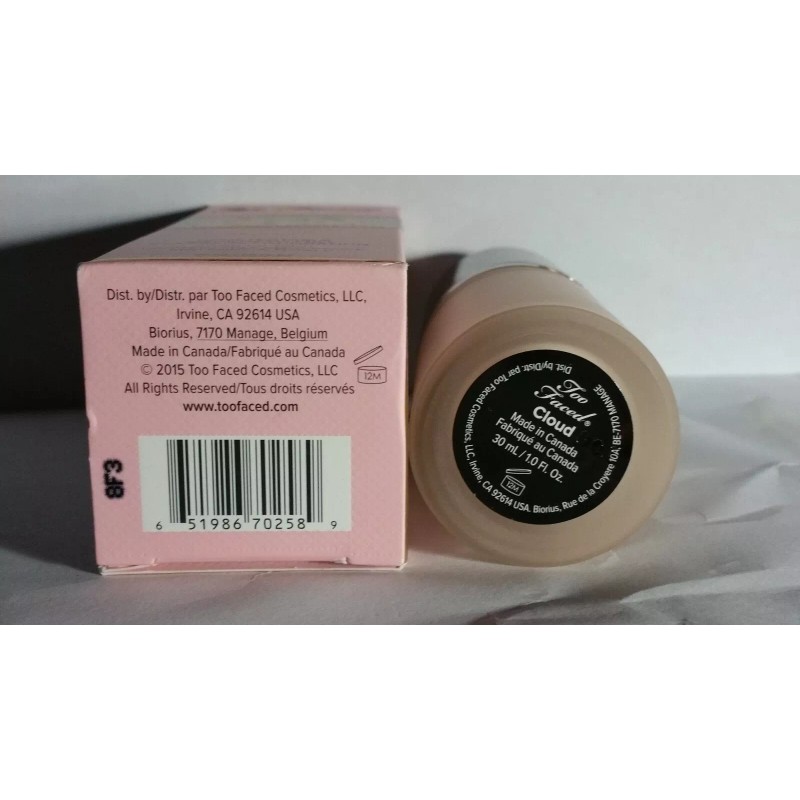 Dist. by/Distr. par Too Faced Cosmetics, LLC,
Irvine, CA 92614 USA
Biorius, 7170 Manage, Belgium
Made in Canada/Fabriqué au Canada
© 2015 Too Faced Cosmetics, LLC
All Rights Reserved/Tous droits réservés
www.toofaced.com
12M
8F3
6 51986 70258 9
Too
Faced®
Cloud
Made in Canada
Fabriqué au Canada
30 mL/1.0 Fl. Oz.
12M
Dist. by/Distr. par Too Faced Cosmetics, LLC, Irvine, CA 92614 USA. Biorius, Rue de la Croyere 10A, BE-7170 MANAGE